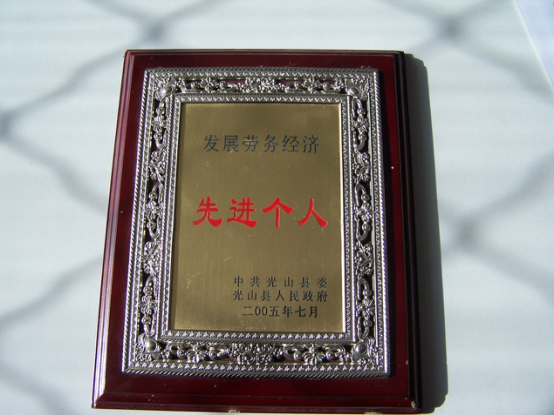 发展劳务经济
先进个人
中共光山县委
光山县人民政府
二00五年七月